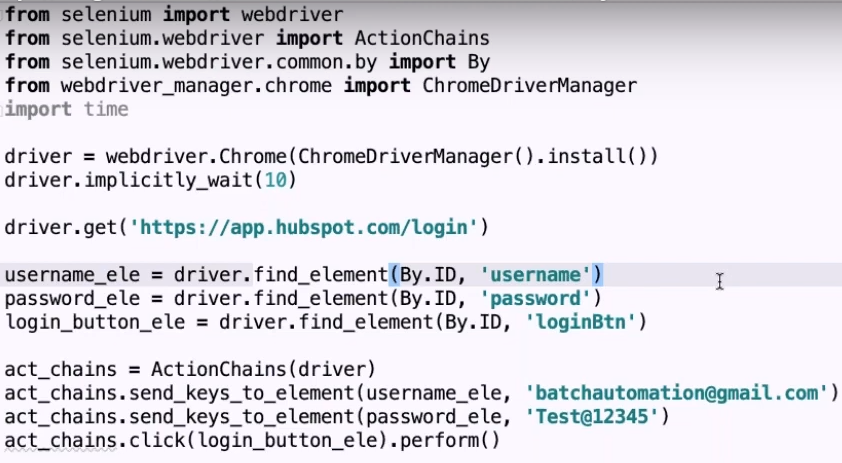 from selenium import webdriver
from selenium.webdriver import ActionChains
from selenium.webdriver.common.by import By
from webdriver_manager.chrome import ChromeDriverManager
import time
driver = webdriver.Chrome(ChromeDriverManager().install())
driver.implicitly_wait(10)
driver.get('https://app.hubspot.com/login')
username_ele = driver.find_element(By.ID, 'username')
password_ele = driver.find_element(By.ID, 'password')
login_button_ele = driver.find_element(By.ID, 'loginBtn')
act_chains = ActionChains(driver)
act_chains.send_keys_to_element(username_ele, 'batchautomation@gmail.com')
act_chains.send_keys_to_element(password_ele, 'Test@12345')
act_chains.click(login_button_ele).perform()